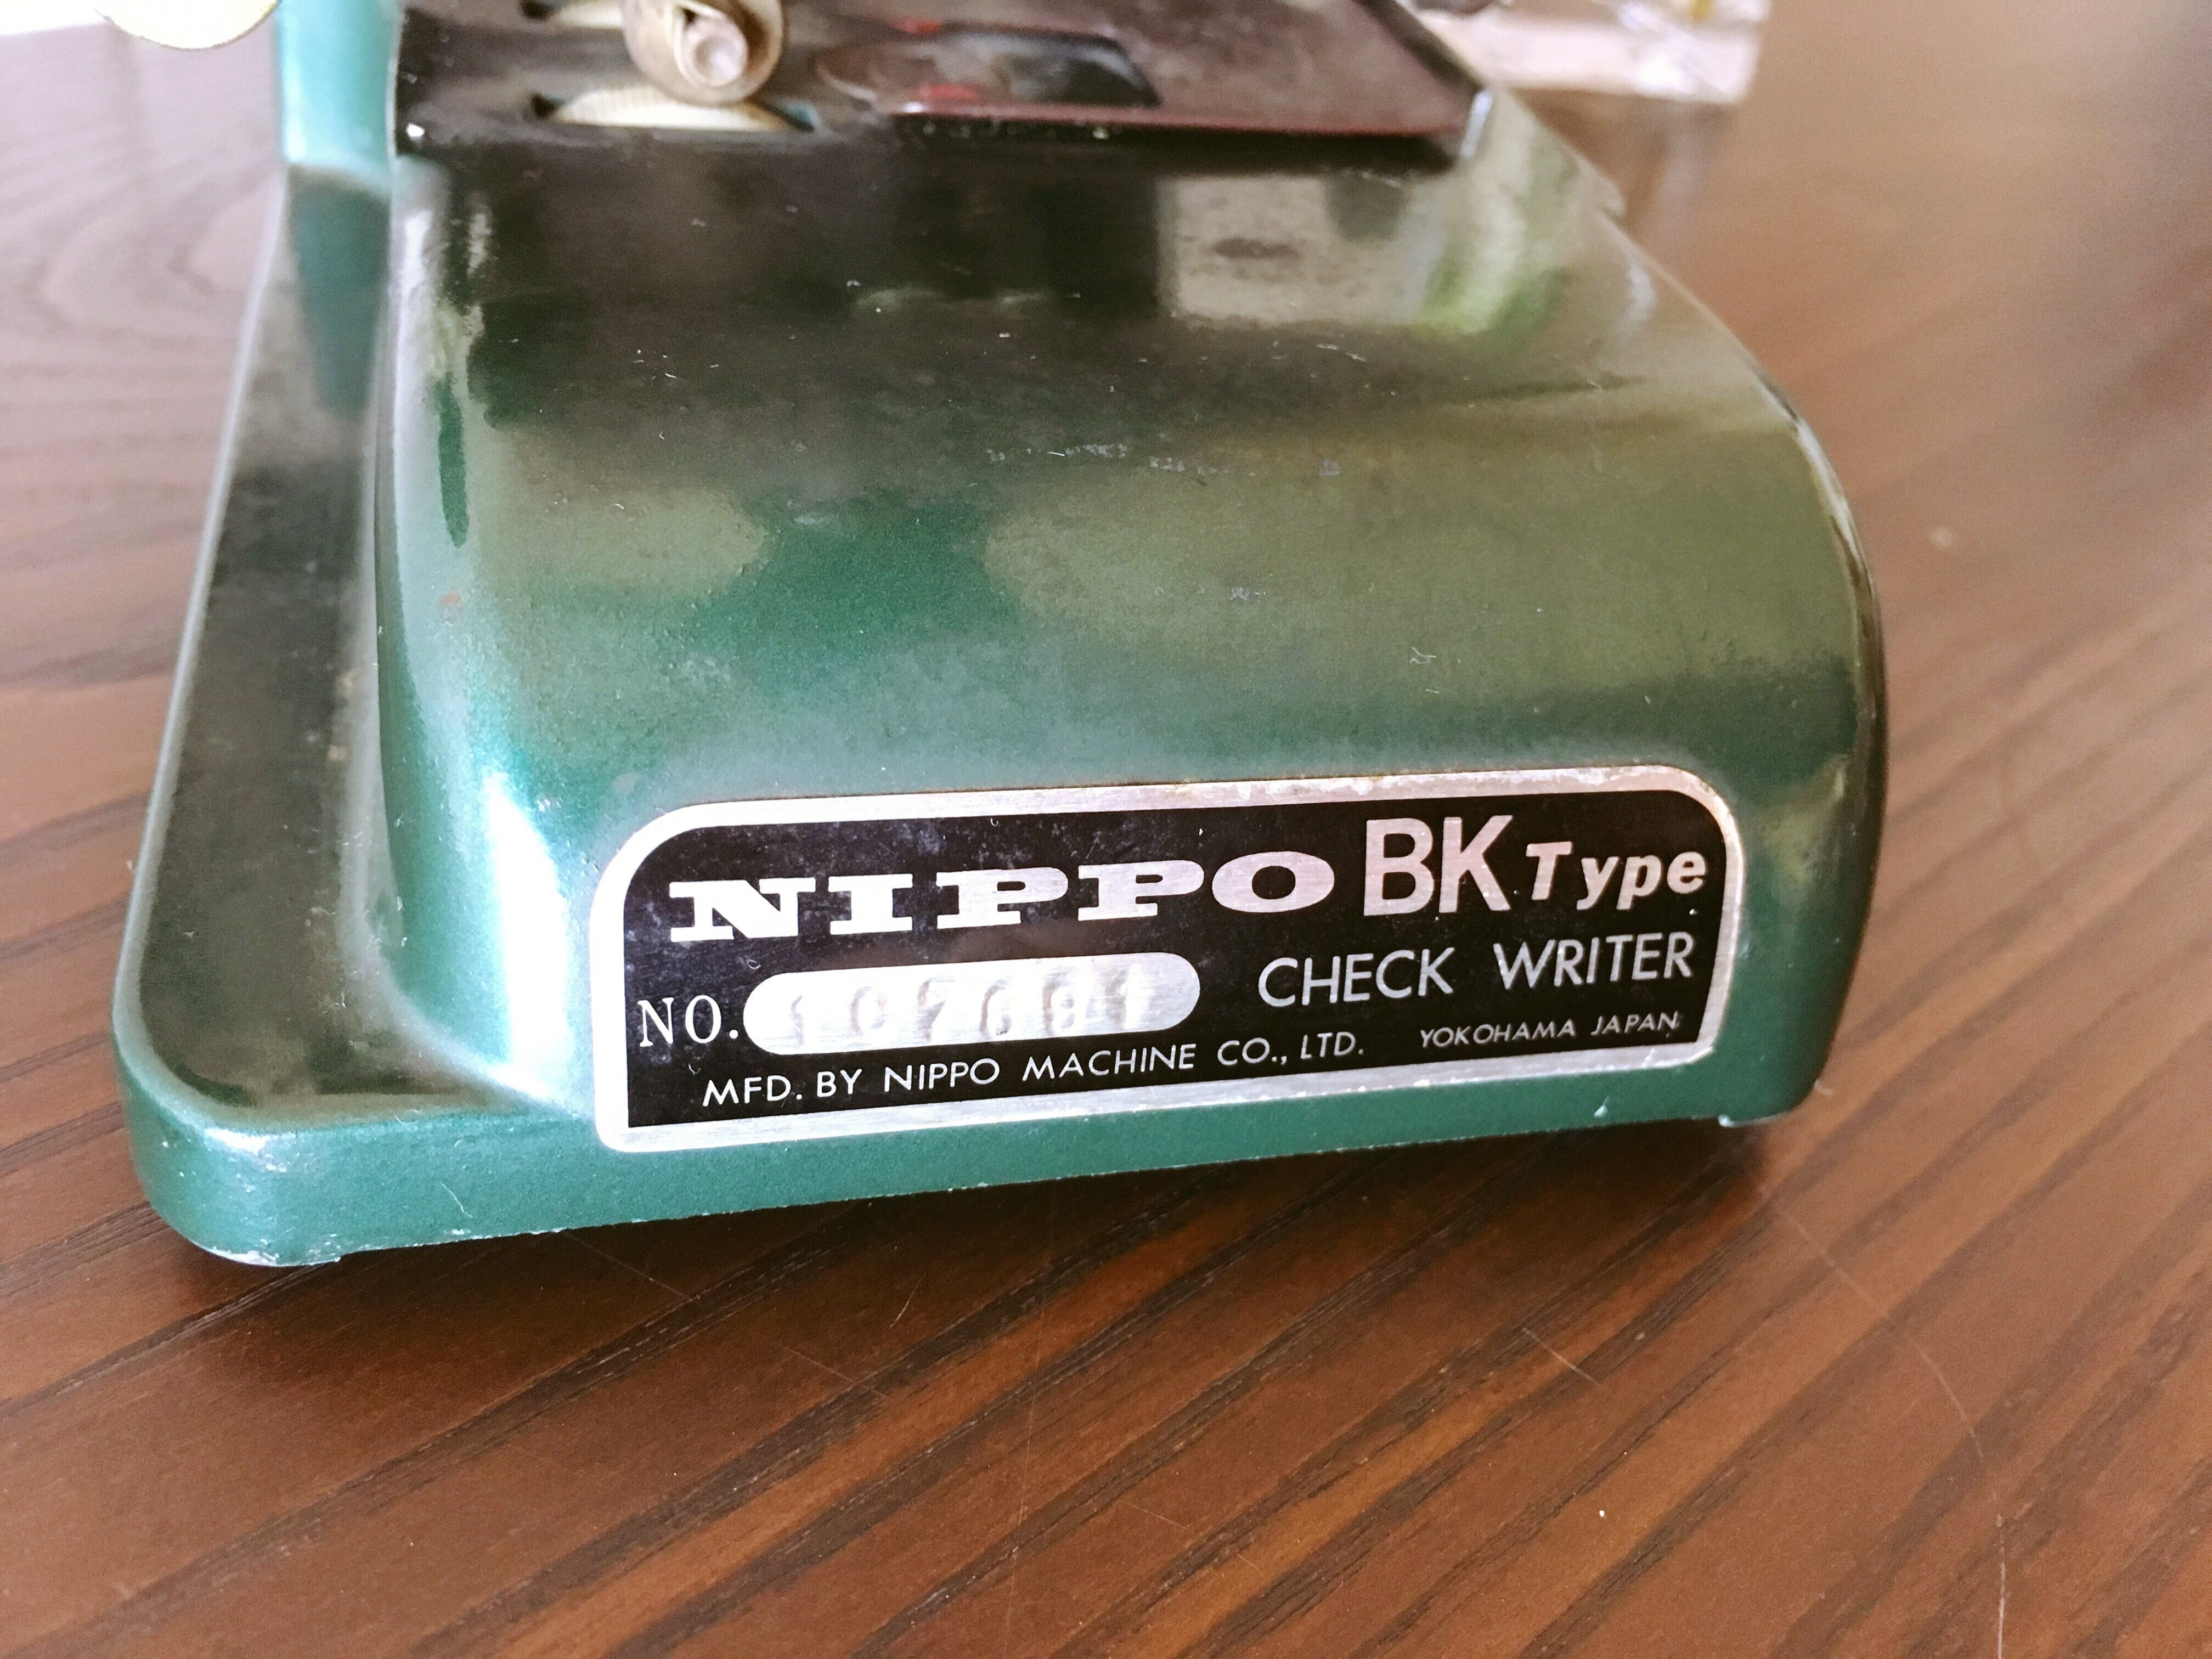 NIPPO BK Type
CHECK WRITER
NO.
MFD. BY NIPPO MACHINE CO., LTD. YOKOHAMA JAPAN